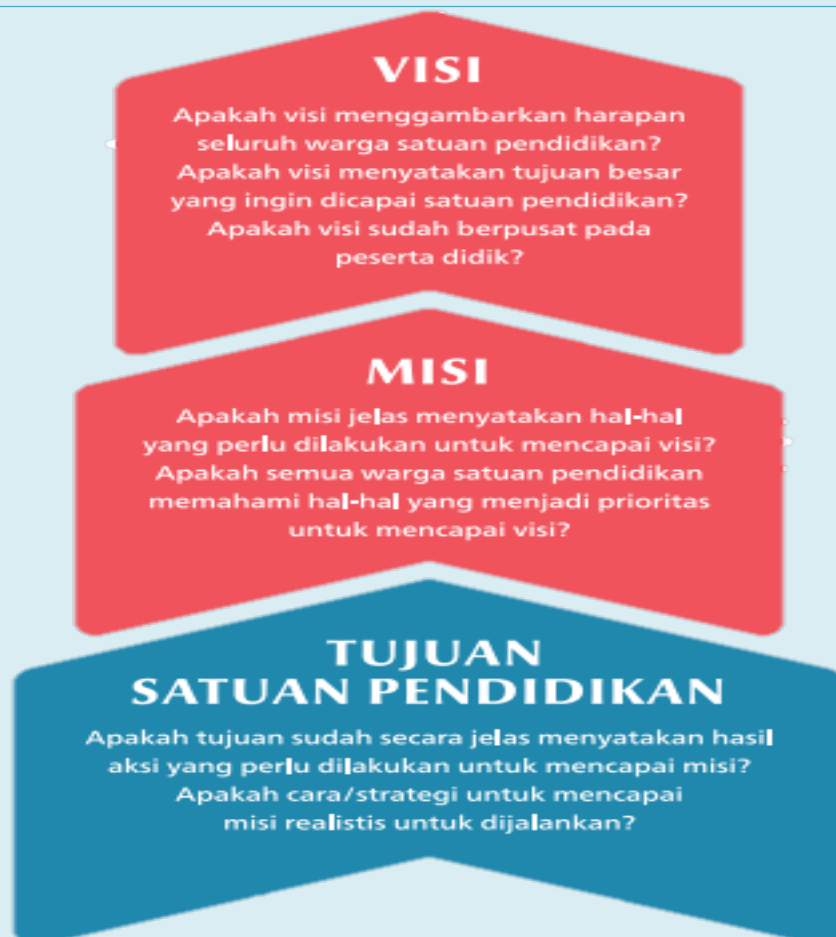 VISI
Apakah visi menggambarkan harapan
seluruh warga satuan pendidikan?
Apakah visi menyatakan tujuan besar
yang ingin dicapai satuan pendidikan?
Apakah visi sudah berpusat pada
peserta didik?
MISI
Apakah misi jelas menyatakan hal-hal
yang perlu dilakukan untuk mencapai visi?
Apakah semua warga satuan pendidikan
memahami hal-hal yang menjadi prioritas
untuk mencapai visi?
TUJUAN
SATUAN PENDIDIKAN
Apakah tujuan sudah secara jelas menyatakan hasil
aksi yang perlu dilakukan untuk mencapai misi?
Apakah cara/strategi untuk mencapai
misi realistis untuk dijalankan?